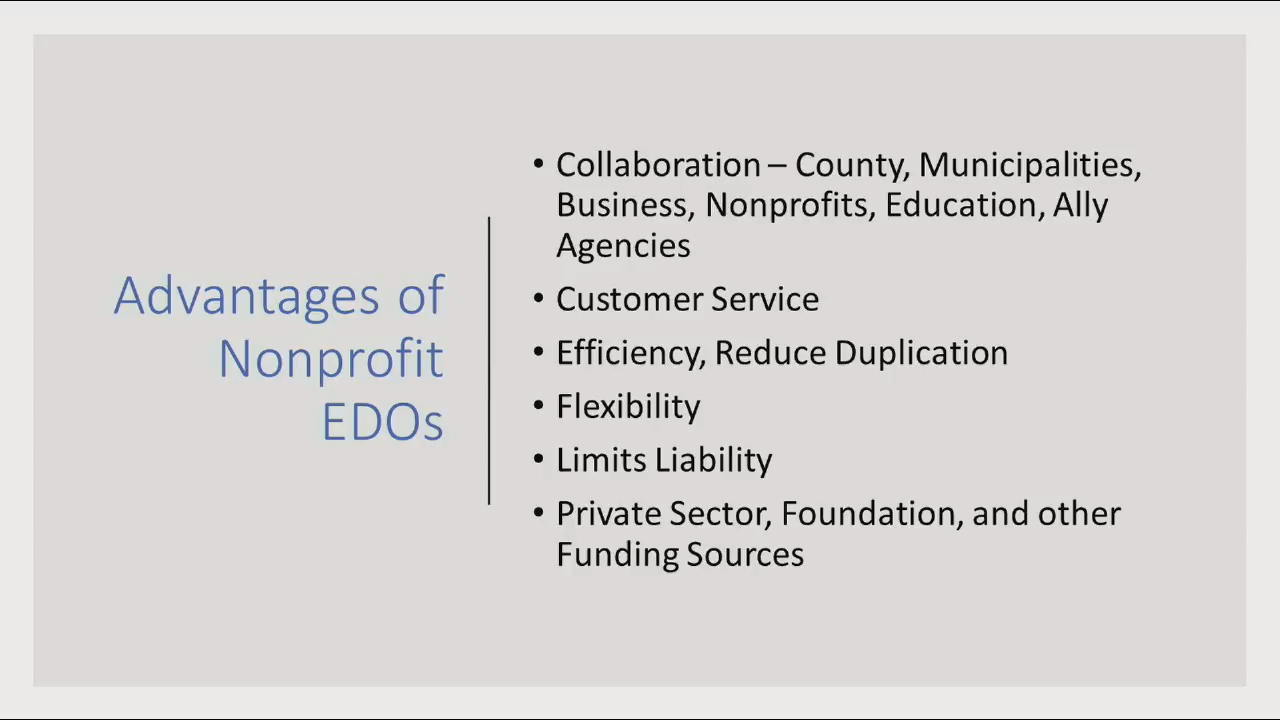 Advantages of
Nonprofit
EDOs
• Collaboration – County, Municipalities,
Business, Nonprofits, Education, Ally
Agencies
• Customer Service
• Efficiency, Reduce Duplication
• Flexibility
• Limits Liability
• Private Sector, Foundation, and other
Funding Sources